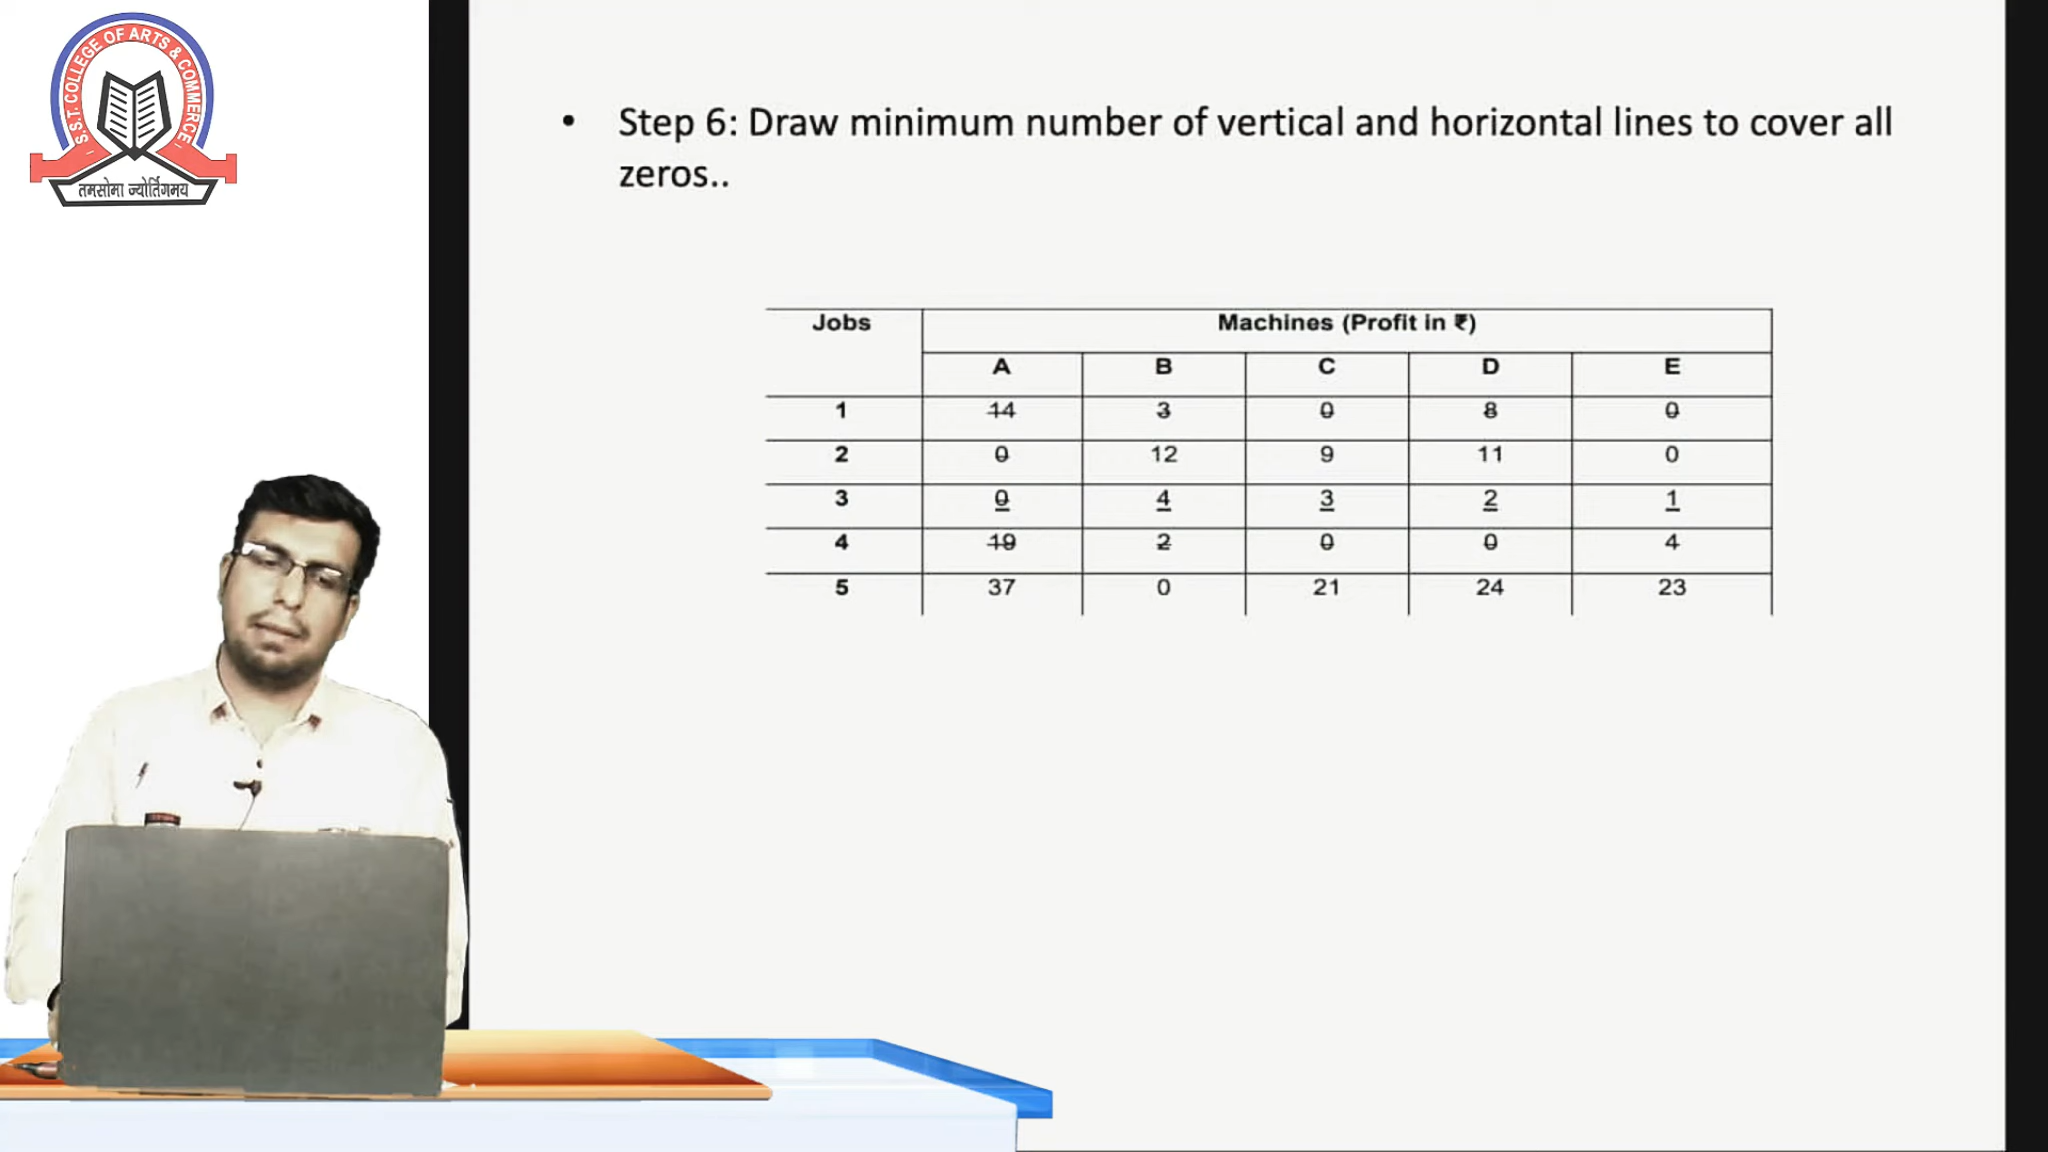 S.S.T. COLLEGE OF ARTS & COMMERCE
तमसोमा ज्योर्तिगमय
• Step 6: Draw minimum number of vertical and horizontal lines to cover all
zeros..
Jobs Machines (Profit in ₹)
A B C D E
1 14 3 0 8 0
2 0 12 9 11 0
3 0 4 3 2 1
4 19 2 0 0 4
5 37 0 21 24 23